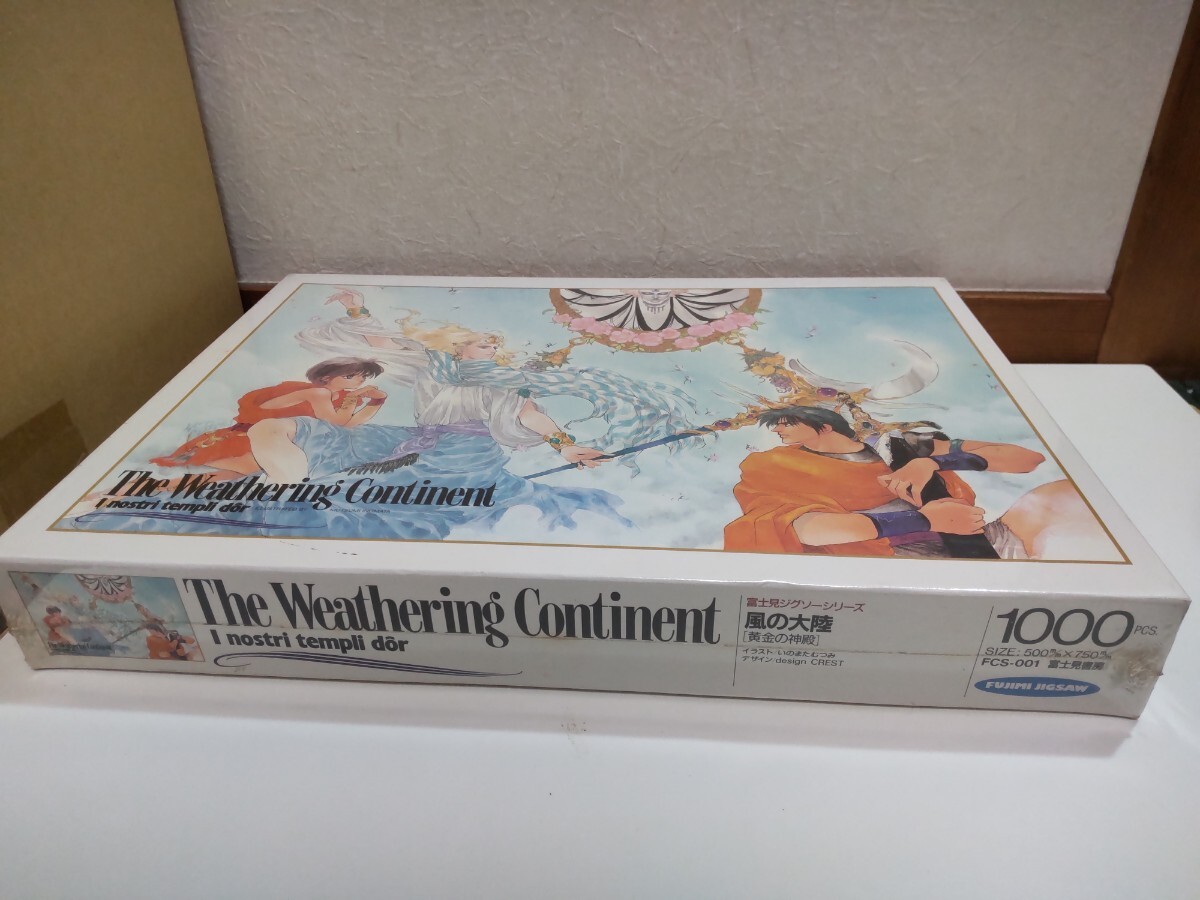 The Weathering Continent
I nostri templi dôr
The Weathering Continent
I nostri templi dôr
富士見ジグソーシリーズ
風の大陸
[黄金の神殿]
イラスト/いのまたむつみ
デザイン/design CREST
1000 PCS.
SIZE: 500㎜×750㎜
FCS-001 富士見書房
FUJIMI JIGSAW